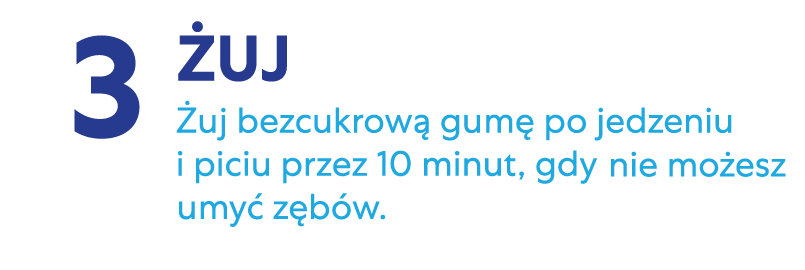 3 ŻUJ
Żuj bezcukrową gumę po jedzeniu
i piciu przez 10 minut, gdy nie możesz
umyć zębów.